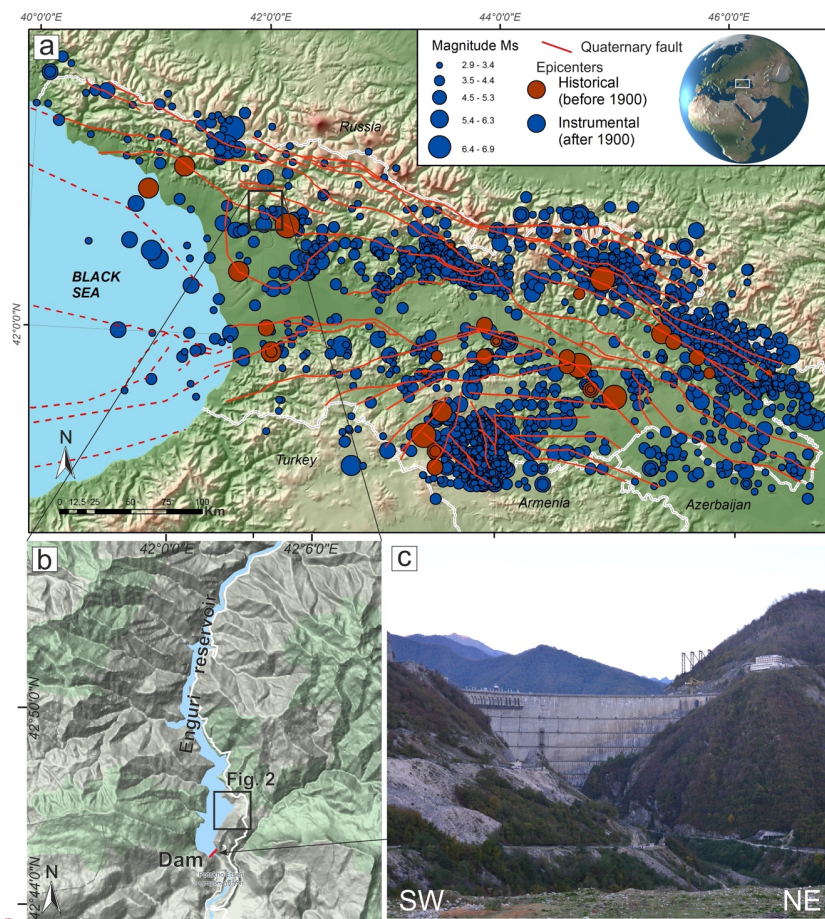 40°0'0"E
42°0'0"E
44°0'0"E
46°0'0"E
a
Magnitude Ms
2.9 - 3.4
3.5 - 4.4
4.5 - 5.3
5.4 - 6.3
6.4 - 6.9
Quaternary fault
Epicenters
Historical
(before 1900)
Instrumental
(after 1900)
Russia
BLACK
SEA
42°0'0"N
N
Turkey
Armenia
Azerbaijan
0 12.5 25 50 75 100
Km
b
42°0'0"E
42°6'0"E
Enguri reservoir
42°50'0"N
Fig. 2
Dam
N
42°44'0"N
c
SW
NE